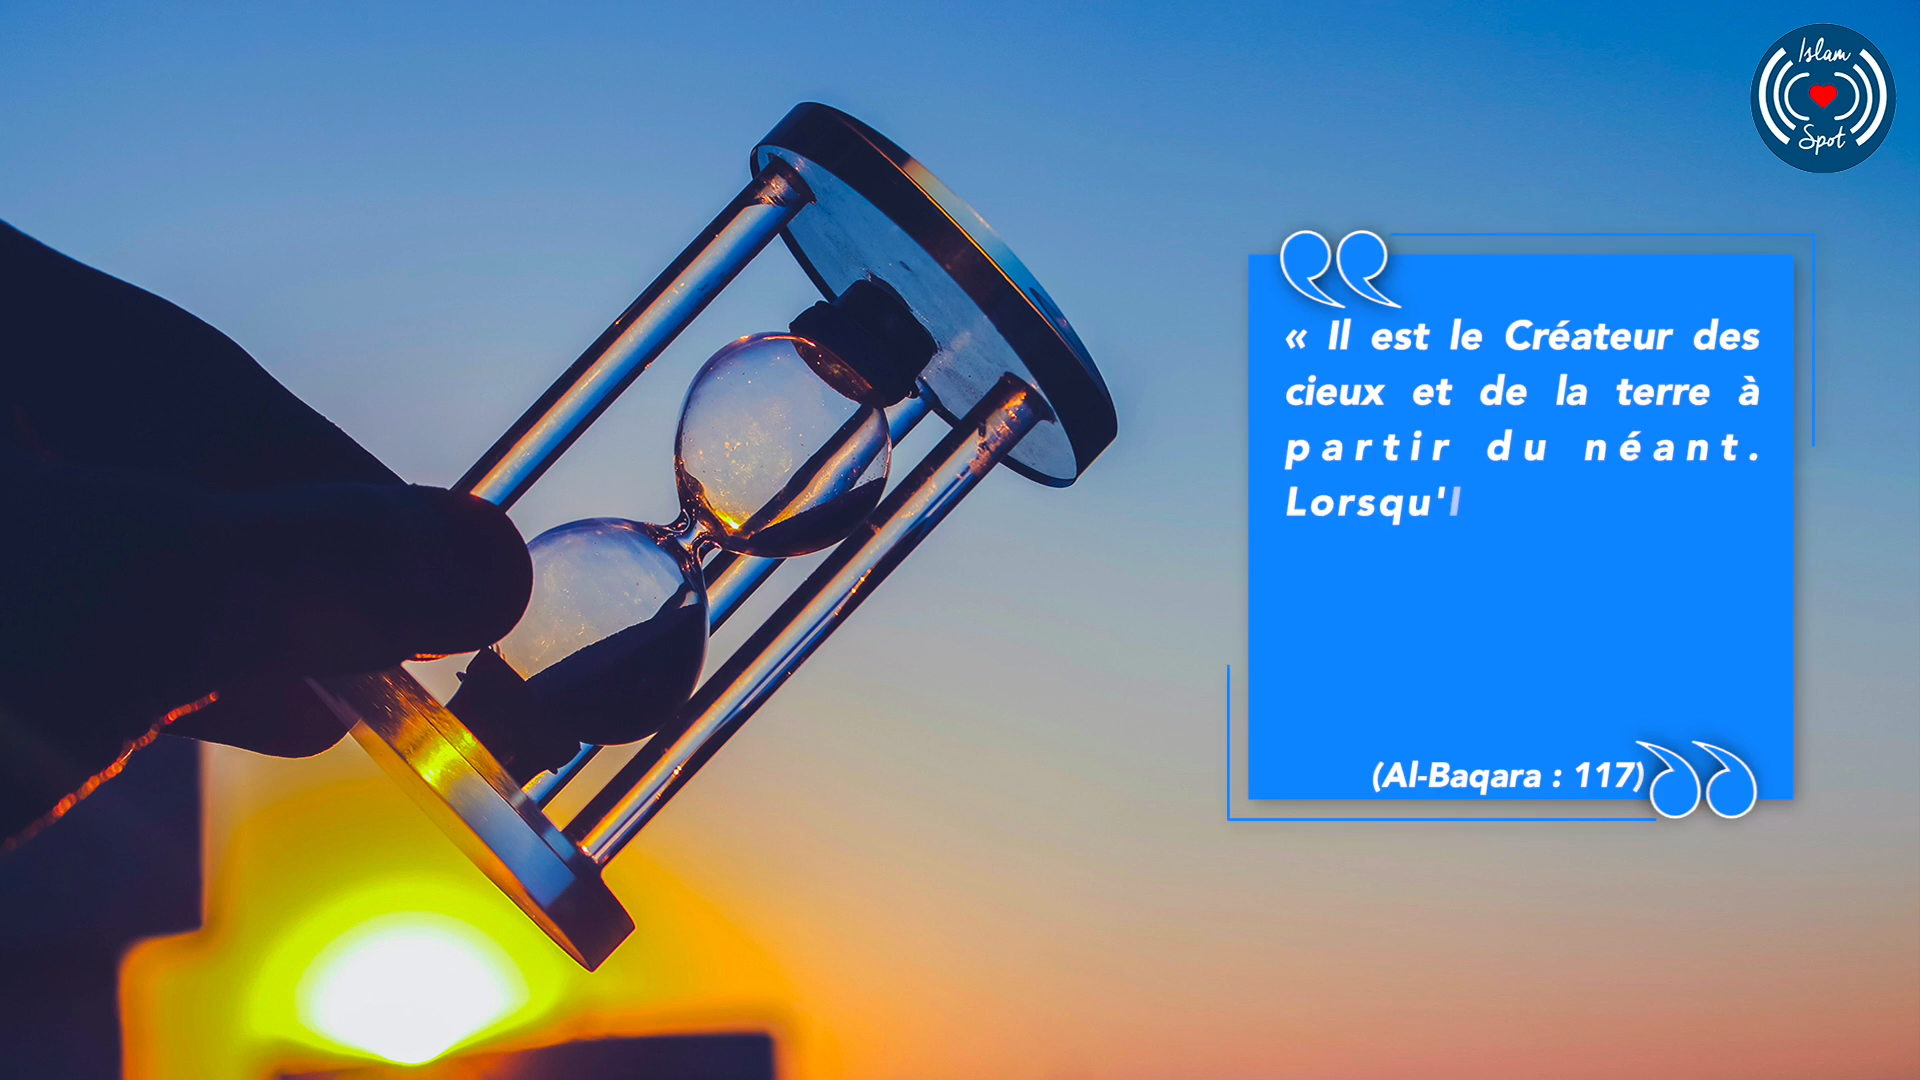 Islam
Spot
« Il est le Créateur des
cieux et de la terre à
partir du néant.
Lorsqu'I
(Al-Baqara : 117)